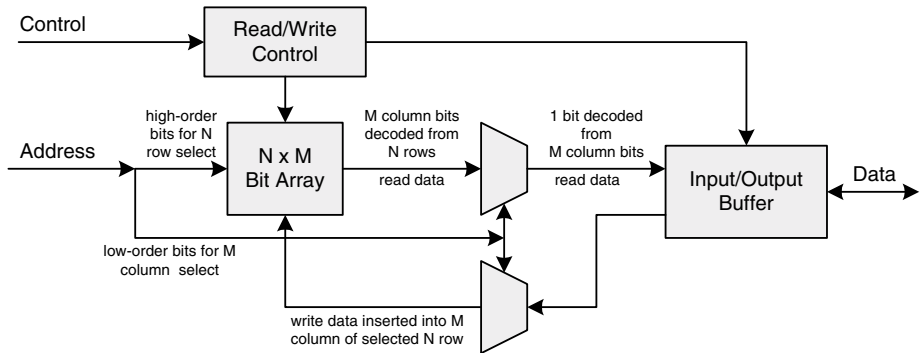 Control
Read/Write
Control
Address
high-order
bits for N
row select
N x M
Bit Array
M column bits
decoded from
N rows
read data
1 bit decoded
from
M column bits
read data
Input/Output
Buffer
Data
low-order bits for M
column select
write data inserted into M
column of selected N row